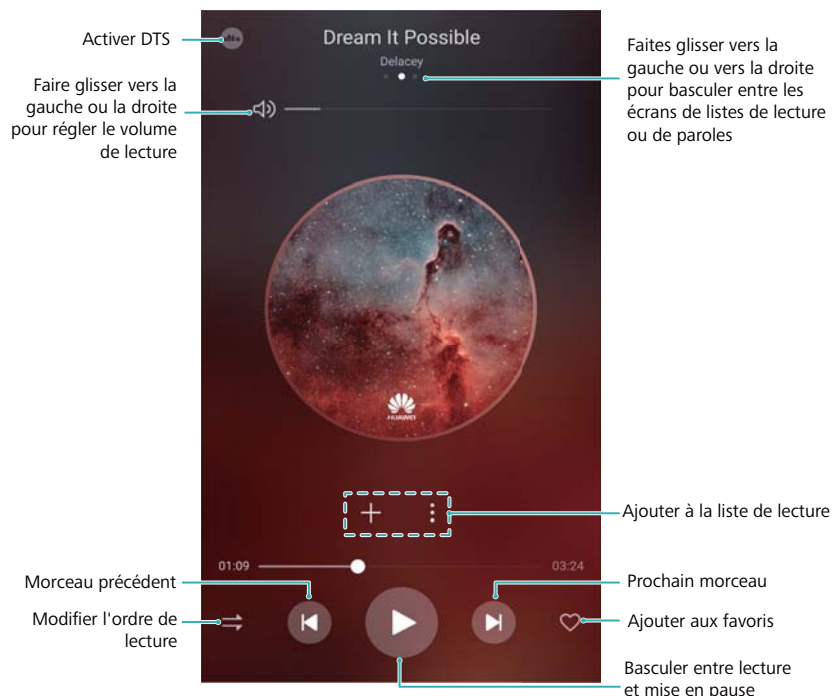 Activer DTS
dts
Dream It Possible
Delacey
Faites glisser vers la
gauche ou vers la droite
pour basculer entre les
écrans de listes de lecture
ou de paroles
Faire glisser vers la
gauche ou la droite
pour régler le volume
de lecture
HUAWEI
Ajouter à la liste de lecture
01:09
03:24
Morceau précédent
Prochain morceau
Modifier l'ordre de
lecture
Ajouter aux favoris
Basculer entre lecture
et mise en pause